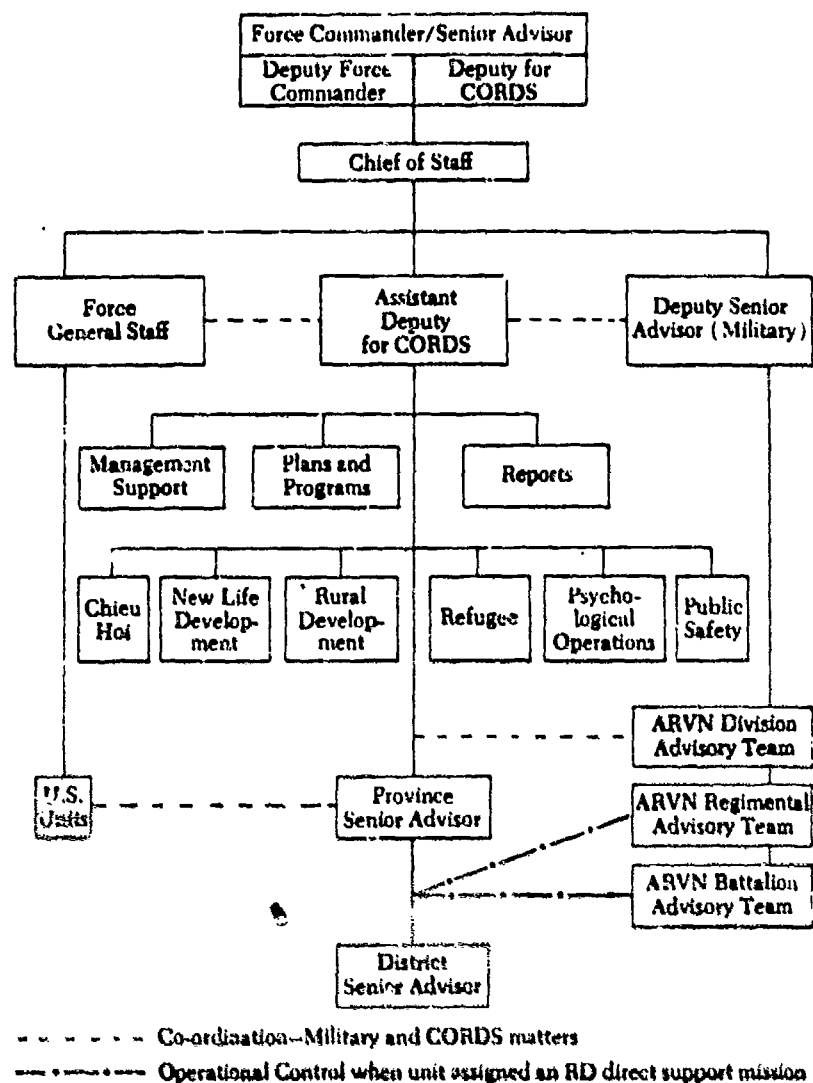 Force Commander/Senior Advisor
Deputy Force
Commander
Deputy for
CORDS
Chief of Staff
Force
General Staff
Assistant
Deputy
for CORDS
Deputy Senior
Advisor (Military)
Management
Support
Plans and
Programs
Reports
Chieu
Hoi
New Life
Develop-
ment
Rural
Develop-
ment
Refugee
Psycho-
logical
Operations
Public
Safety
ARVN Division
Advisory Team
U.S.
Units
Province
Senior Advisor
ARVN Regimental
Advisory Team
ARVN Battalion
Advisory Team
District
Senior Advisor
Co-ordination–Military and CORDS matters
Operational Control when unit assigned an RD direct support mission